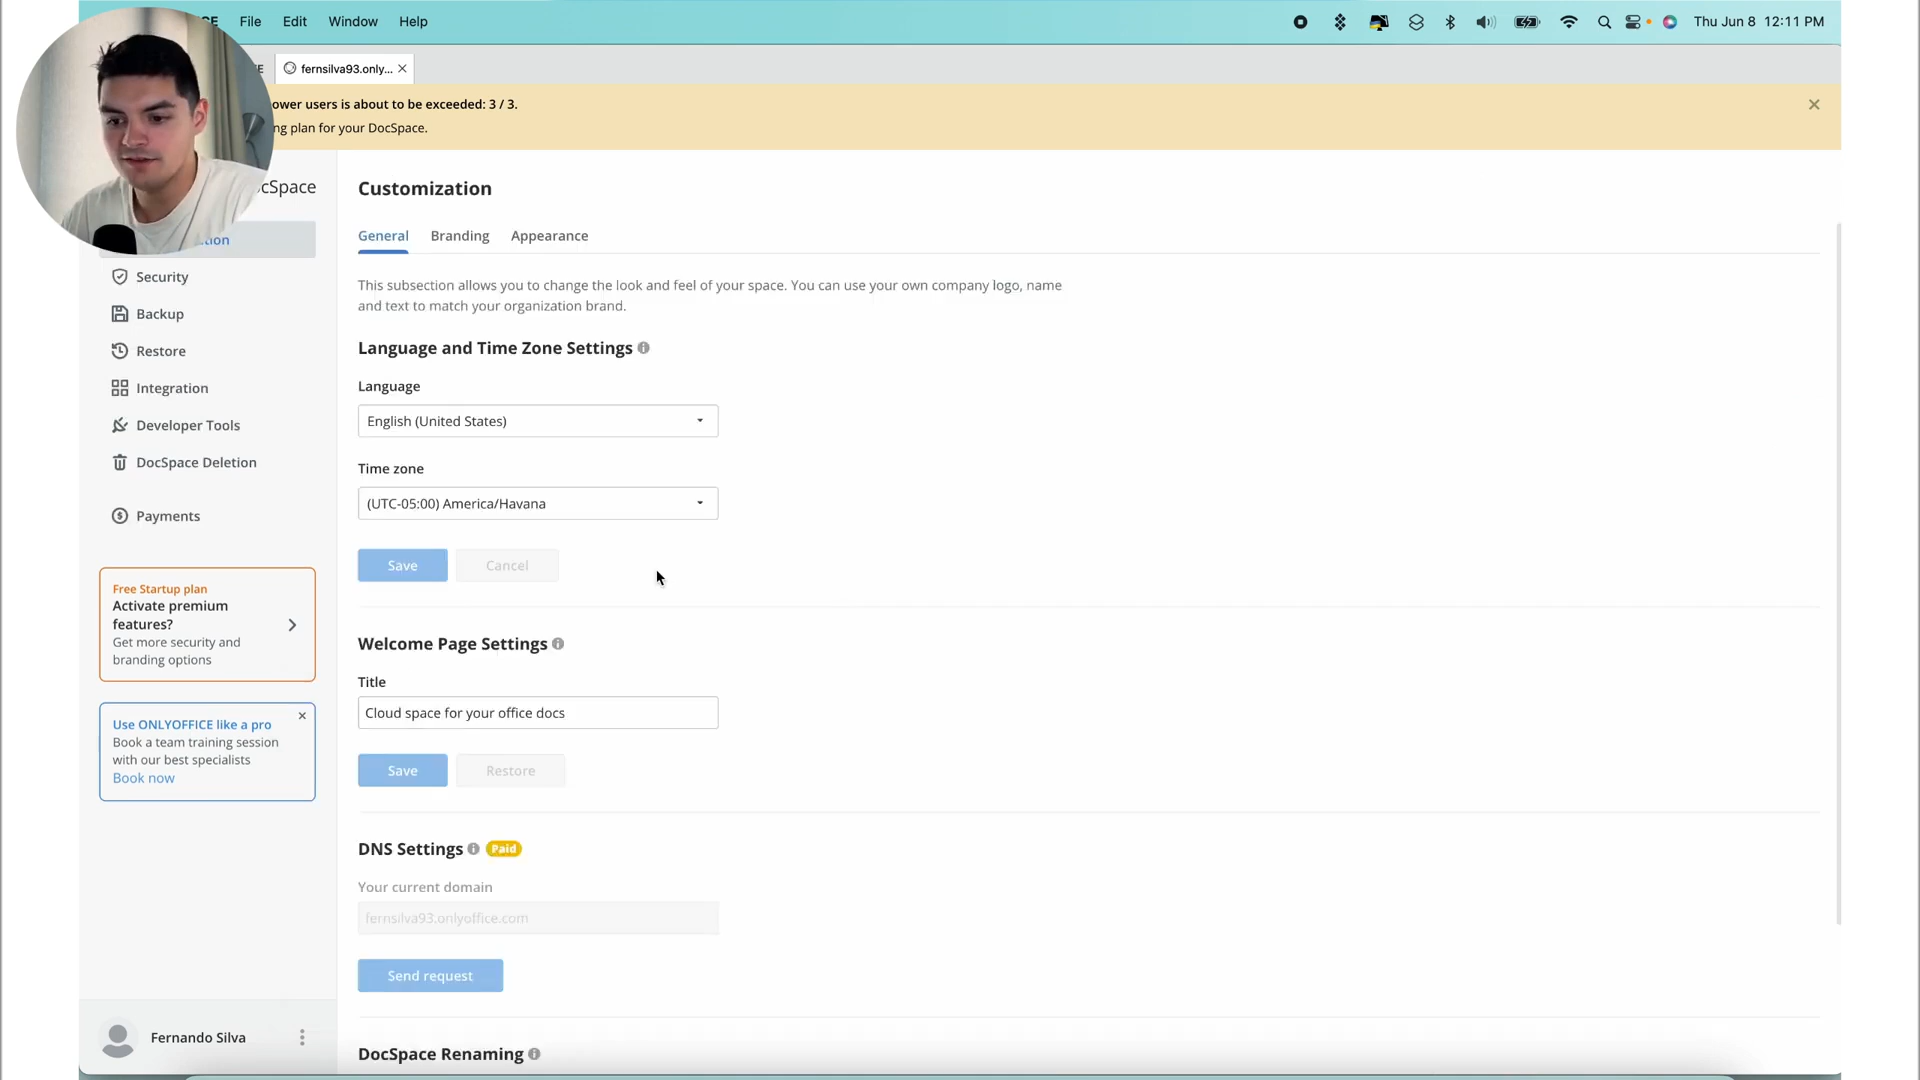 File Edit Window Help
Thu Jun 8 12:11 PM
fernsilva93.only...
ower users is about to be exceeded: 3 / 3.
ng plan for your DocSpace.
cSpace
Customization
General Branding Appearance
This subsection allows you to change the look and feel of your space. You can use your own company logo, name
and text to match your organization brand.
Security
Backup
Restore
Integration
Developer Tools
DocSpace Deletion
Payments
Free Startup plan
Activate premium
features?
Get more security and
branding options
Use ONLYOFFICE like a pro
Book a team training session
with our best specialists
Book now
Fernando Silva
Language and Time Zone Settings
Language
English (United States)
Time zone
(UTC-05:00) America/Havana
Save Cancel
Welcome Page Settings
Title
Cloud space for your office docs
Save Restore
DNS Settings Paid
Your current domain
fernsilva93.onlyoffice.com
Send request
DocSpace Renaming